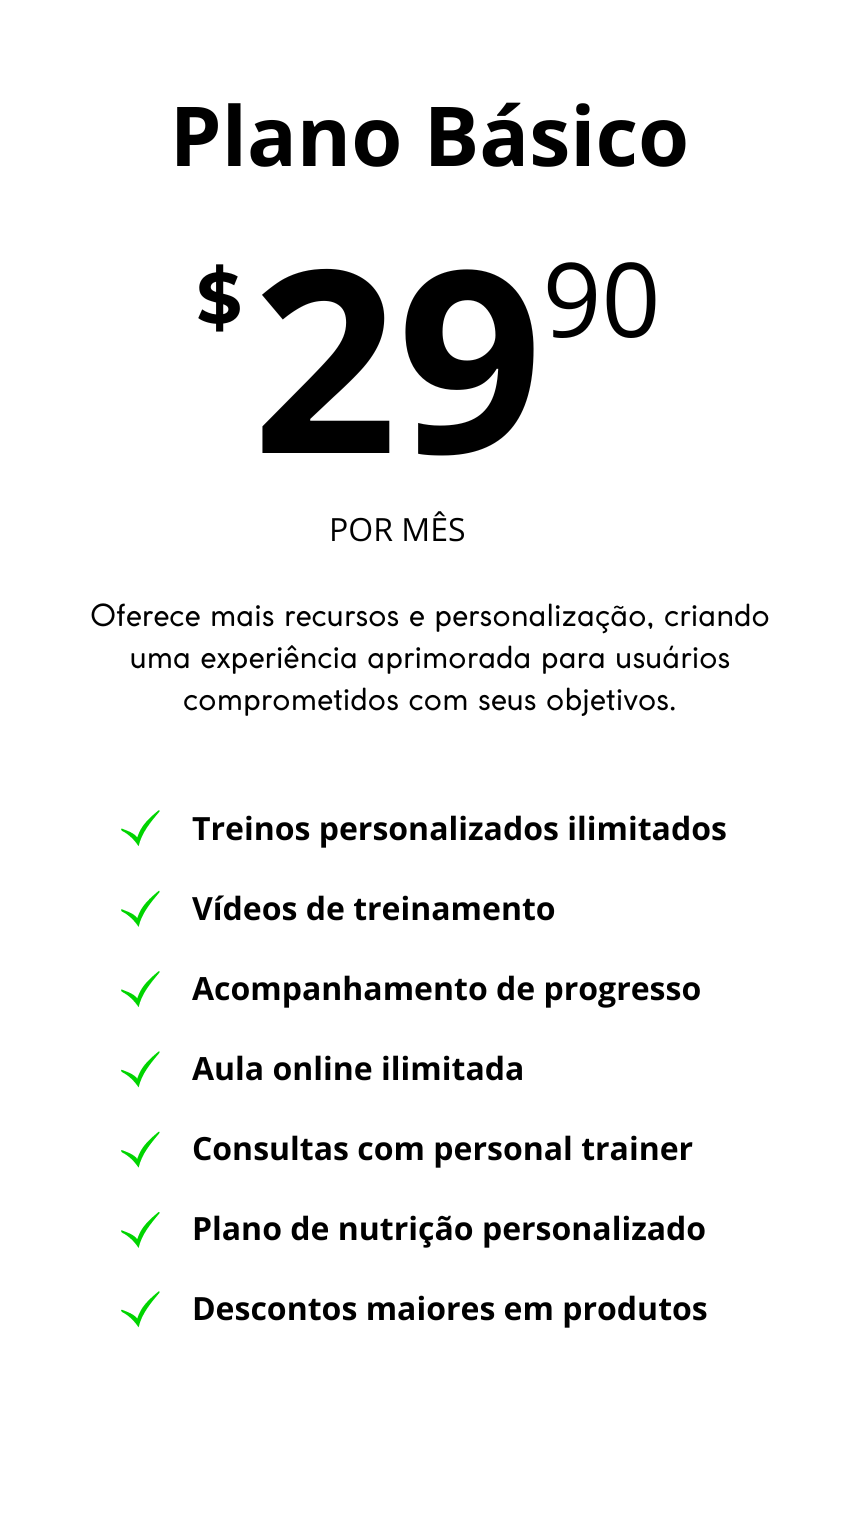 Plano Básico
$ 29 90
POR MÊS
Oferece mais recursos e personalização, criando
uma experiência aprimorada para usuários
comprometidos com seus objetivos.
Treinos personalizados ilimitados
Vídeos de treinamento
Acompanhamento de progresso
Aula online ilimitada
Consultas com personal trainer
Plano de nutrição personalizado
Descontos maiores em produtos